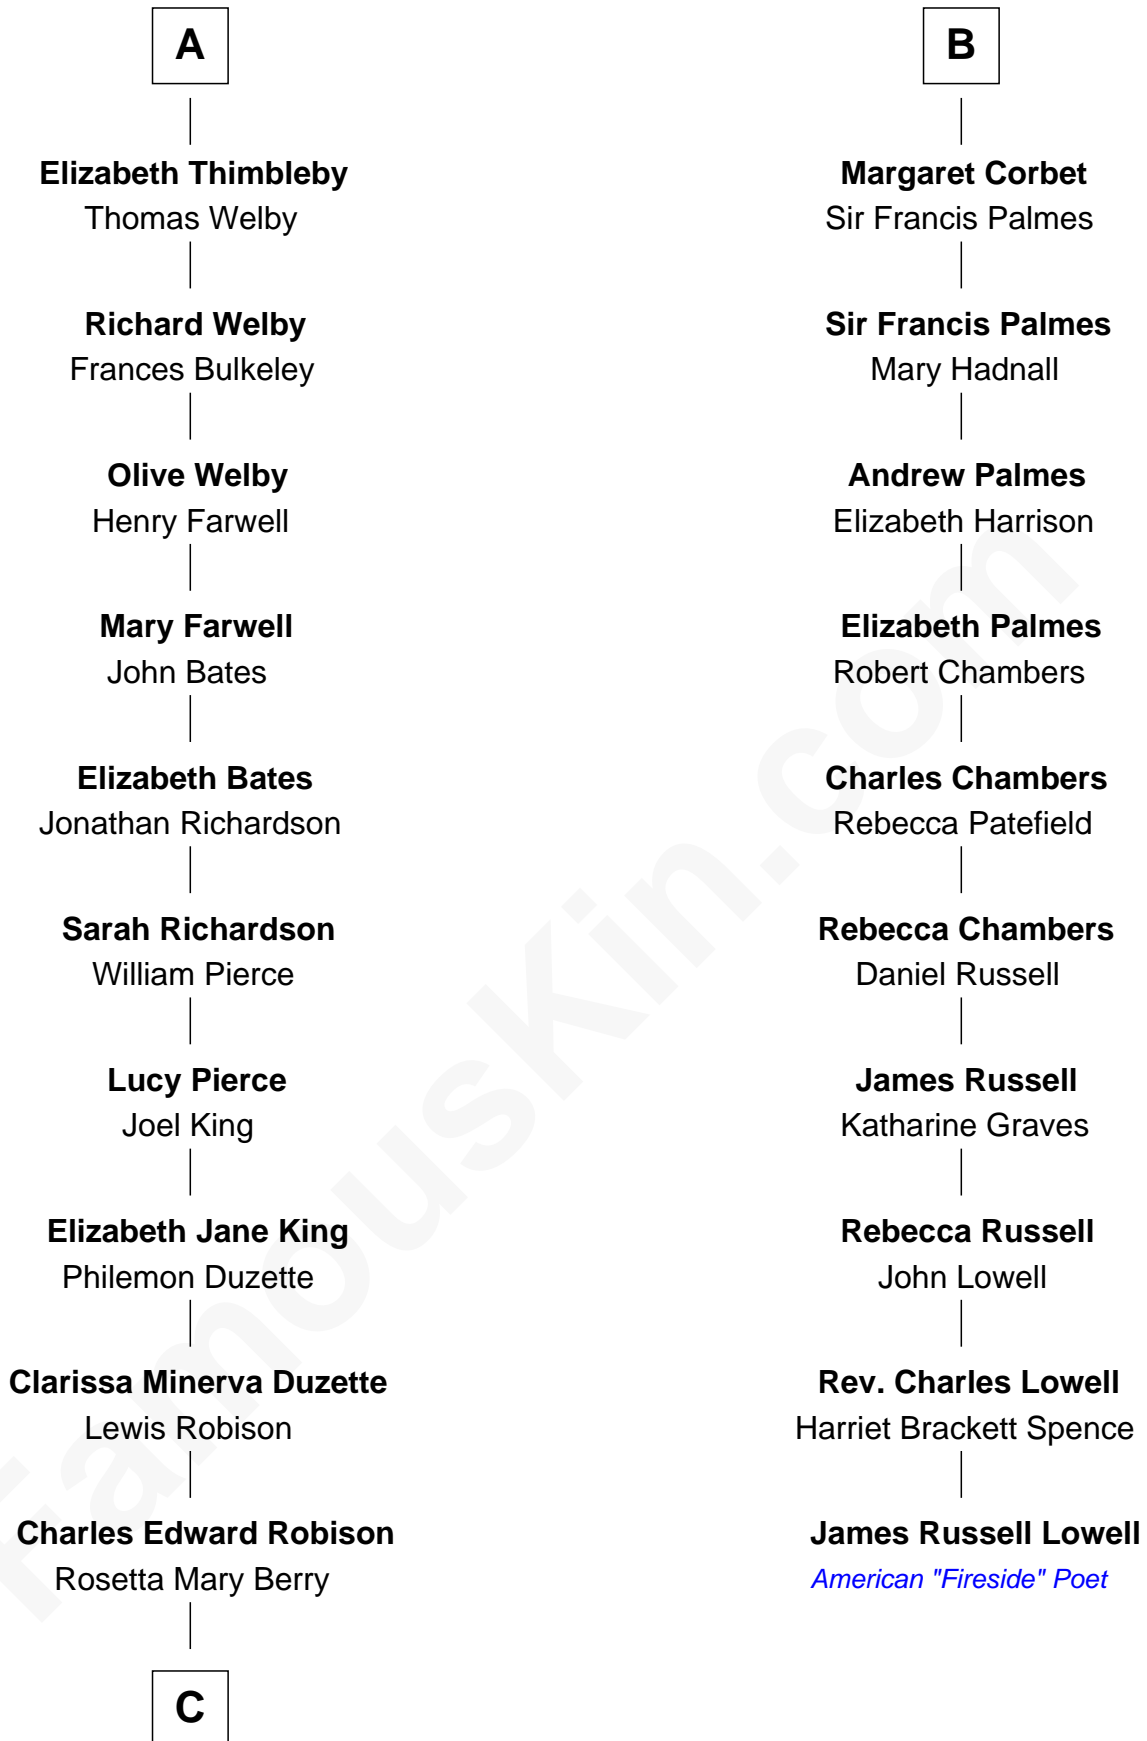 A
Elizabeth Thimbleby
Thomas Welby
Richard Welby
Frances Bulkeley
Olive Welby
Henry Farwell
Mary Farwell
John Bates
Elizabeth Bates
Jonathan Richardson
Sarah Richardson
William Pierce
Lucy Pierce
Joel King
Elizabeth Jane King
Philemon Duzette
Clarissa Minerva Duzette
Lewis Robison
Charles Edward Robison
Rosetta Mary Berry
C
B
Margaret Corbet
Sir Francis Palmes
Sir Francis Palmes
Mary Hadnall
Andrew Palmes
Elizabeth Harrison
Elizabeth Palmes
Robert Chambers
Charles Chambers
Rebecca Patefield
Rebecca Chambers
Daniel Russell
James Russell
Katharine Graves
Rebecca Russell
John Lowell
Rev. Charles Lowell
Harriet Brackett Spence
James Russell Lowell
American "Fireside" Poet
FamousKin.com